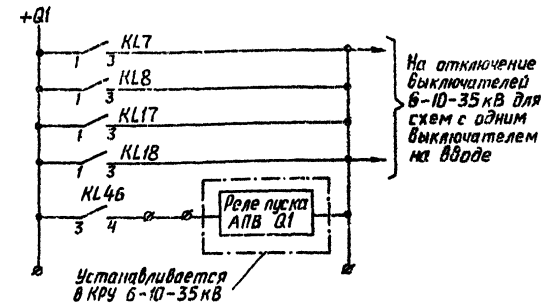 +Q1
1 3 KL7
1 3 KL8
1 3 KL17
1 3 KL18
На отключение
выключателей
6-10-35 кВ для
схем с одним
выключателем
на вводе
KL46
3 4
Реле пуска
АПВ Q1
Устанавливается
в КРУ 6-10-35 кВ